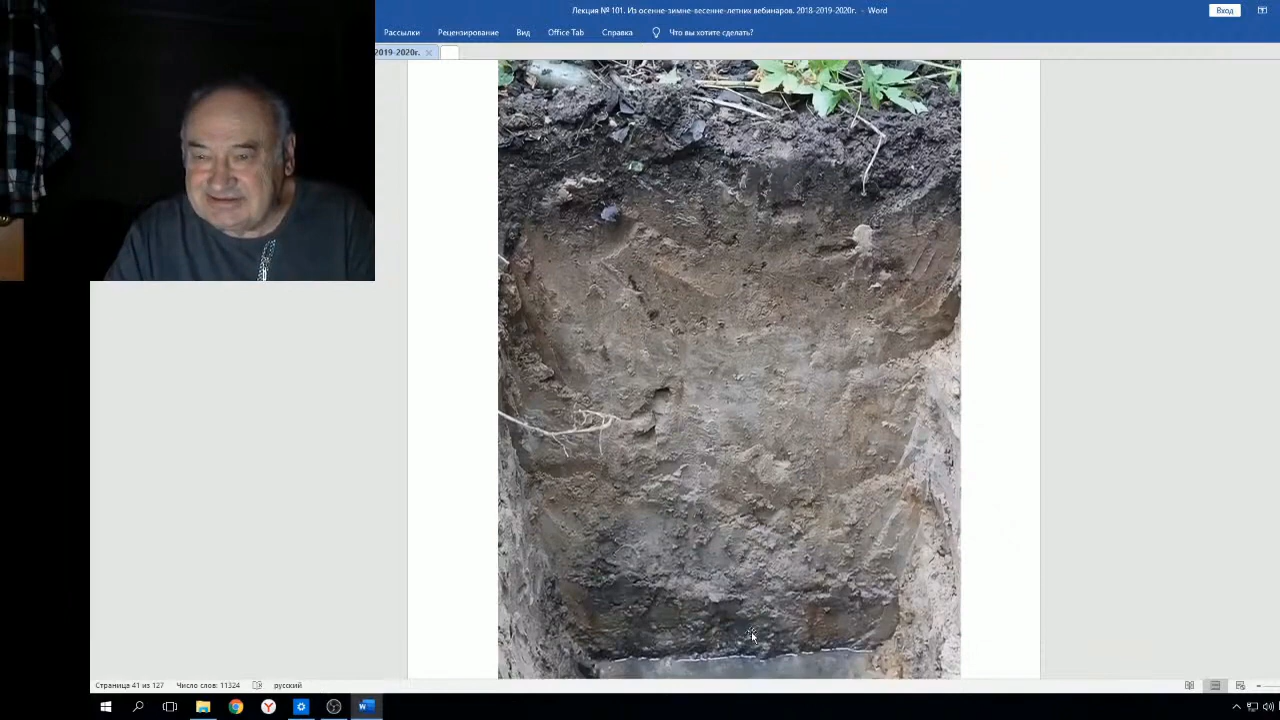 Лекция № 101. Из осенне-зимне-весенне-летних вебинаров. 2018-2019-2020г. - Word
Вход
Рассылки Рецензирование Вид Office Tab Справка Что вы хотите сделать?
2019-2020г.
Страница 41 из 127 Число слов: 11324 русский